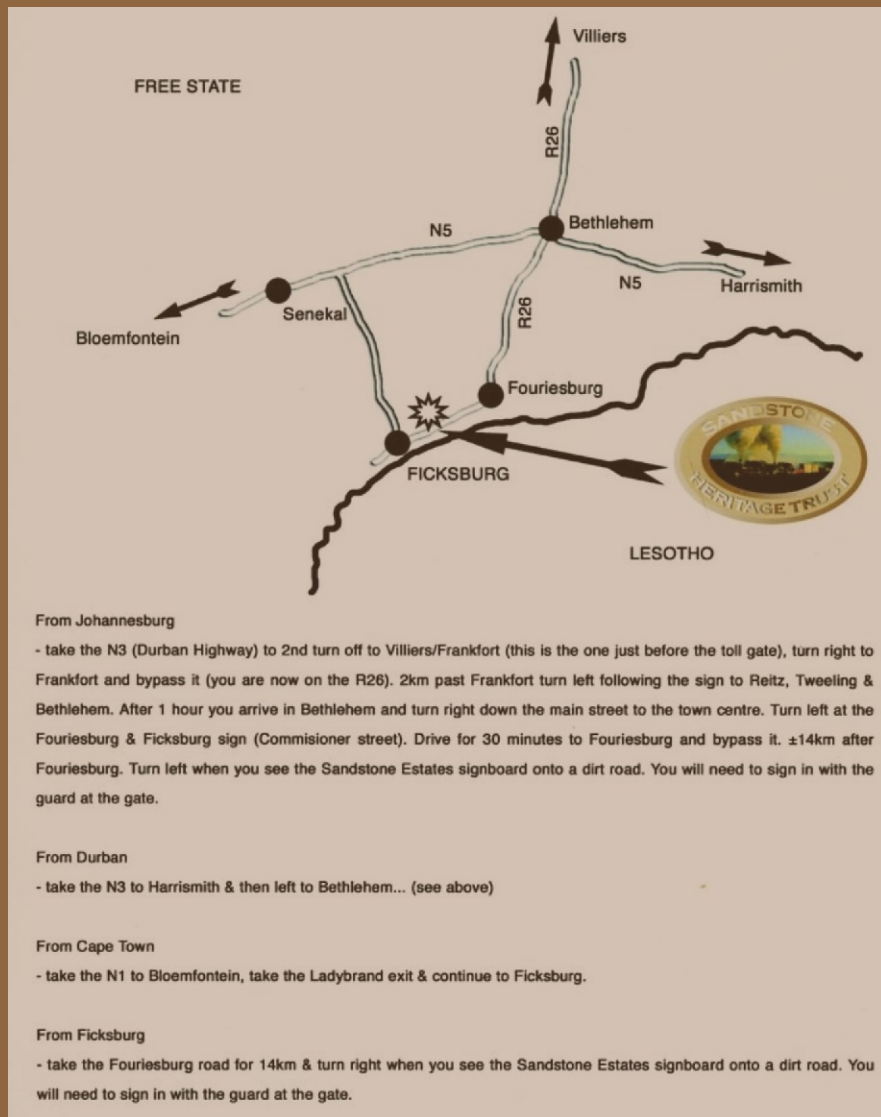 Villiers
FREE STATE
R26
Bethlehem
N5
N5
Harrismith
Senekal
Bloemfontein
R26
Fouriesburg
SANDSTONE
HERITAGE TRUST
FICKSBURG
LESOTHO
From Johannesburg
- take the N3 (Durban Highway) to 2nd turn off to Villiers/Frankfort (this is the one just before the toll gate), turn right to
Frankfort and bypass it (you are now on the R26). 2km past Frankfort turn left following the sign to Reitz, Tweeling &
Bethlehem. After 1 hour you arrive in Bethlehem and turn right down the main street to the town centre. Turn left at the
Fouriesburg & Ficksburg sign (Commisioner street). Drive for 30 minutes to Fouriesburg and bypass it. ±14km after
Fouriesburg. Turn left when you see the Sandstone Estates signboard onto a dirt road. You will need to sign in with the
guard at the gate.
From Durban
- take the N3 to Harrismith & then left to Bethlehem... (see above)
From Cape Town
- take the N1 to Bloemfontein, take the Ladybrand exit & continue to Ficksburg.
From Ficksburg
- take the Fouriesburg road for 14km & turn right when you see the Sandstone Estates signboard onto a dirt road. You
will need to sign in with the guard at the gate.